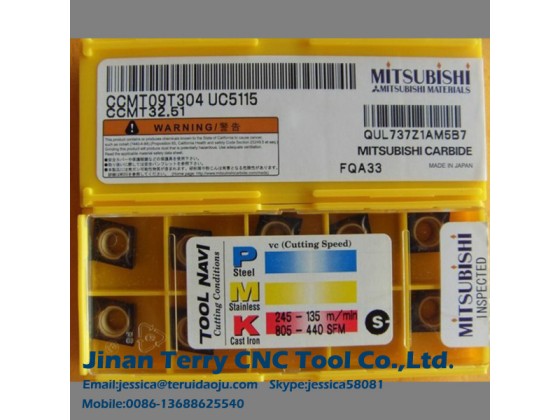 CCMT09T304 UC5115
CCMT32.51
WARNING/警告
MITSUBISHI
MITSUBISHI MATERIALS
QUL737Z1AM5B7
MITSUBISHI CARBIDE
FQA33
MADE IN JAPAN
TOOL NAVI
Cutting Conditions
vc (Cutting Speed)
P
Steel
M
Stainless
K
Cast Iron
245 - 135 m/min
805 - 440 SFM
S
MITSUBISHI
INSPECTED
Jinan Terry CNC Tool Co.,Ltd.
Email:jessica@teruidaoju.com Skype:jessica58081
Mobile:0086-13688625540